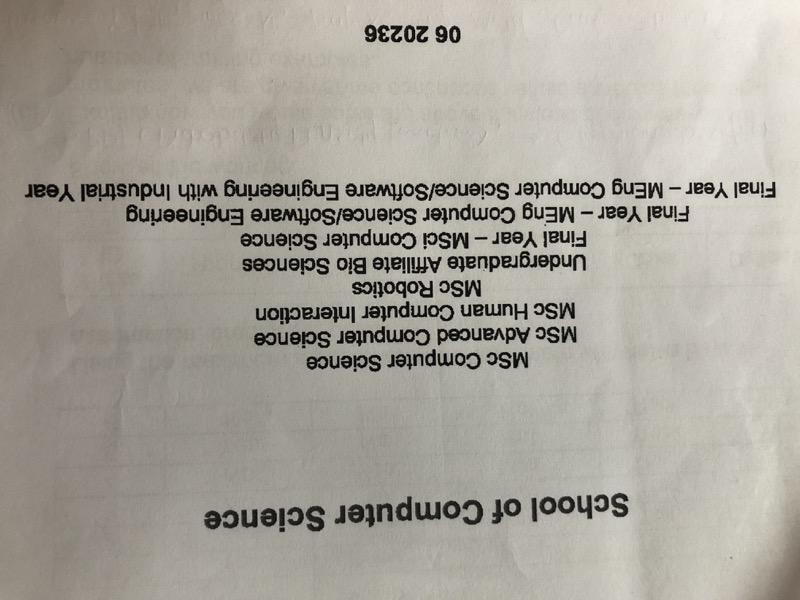 School of Computer Science
MSc Computer Science
MSc Advanced Computer Science
MSc Human Computer Interaction
MSc Robotics
Undergraduate Affiliate Bio Sciences
Final Year – MSci Computer Science
Final Year – MEng Computer Science/Software Engineering
Final Year – MEng Computer Science/Software Engineering with Industrial Year
06 20236